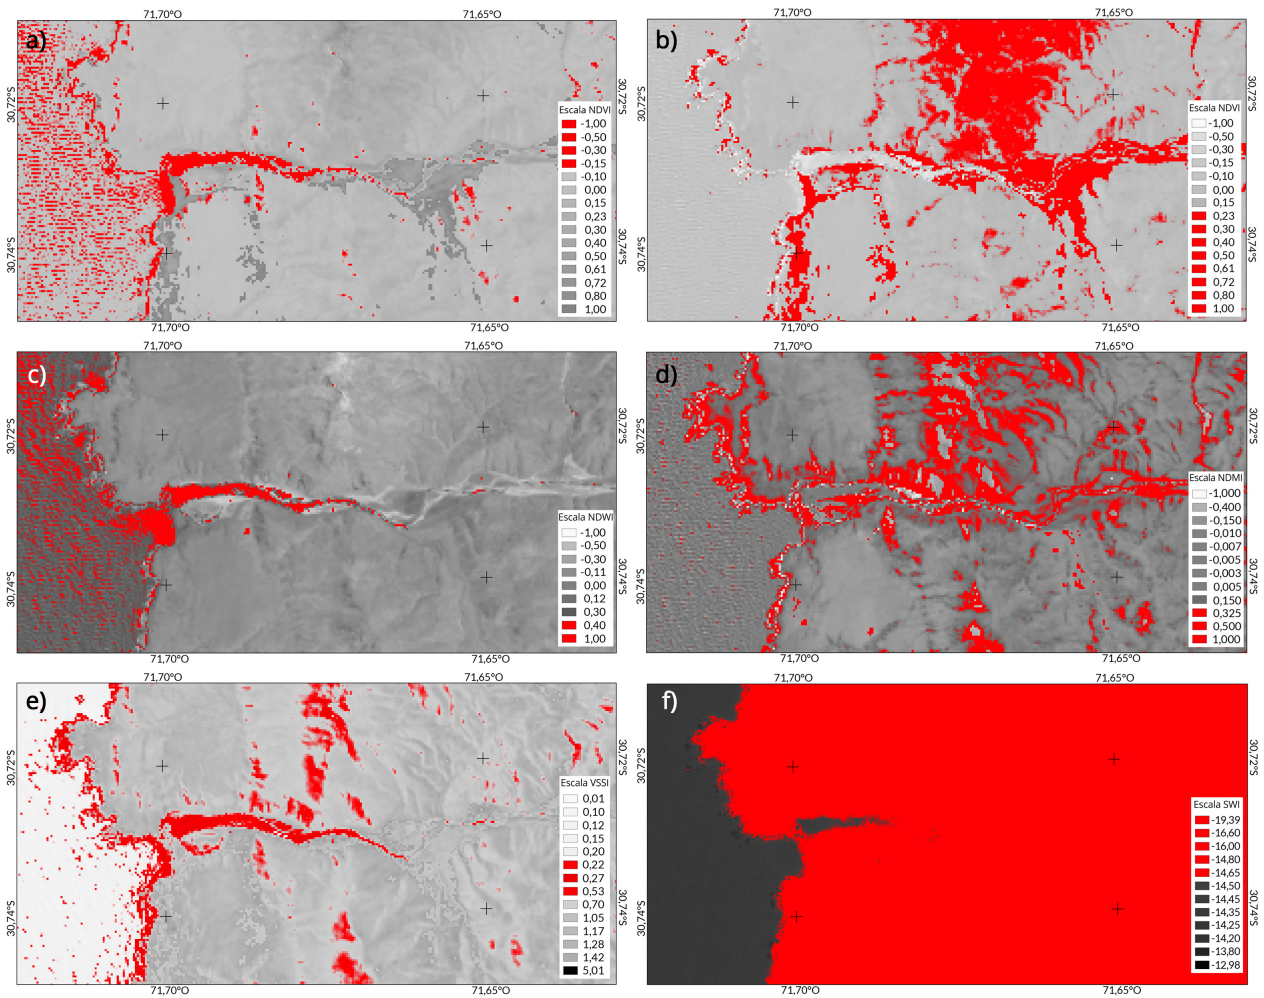 71,70°O 71,65°O
a)
30,72°S
30,74°S
Escala NDVI
-1,00
-0,50
-0,30
-0,15
-0,10
0,00
0,15
0,23
0,30
0,40
0,50
0,61
0,72
0,80
1,00
30,72°S
30,74°S
71,70°O 71,65°O
71,70°O 71,65°O
b)
30,72°S
30,74°S
Escala NDVI
-1,00
-0,50
-0,30
-0,15
-0,10
0,00
0,15
0,23
0,30
0,40
0,50
0,61
0,72
0,80
1,00
30,72°S
30,74°S
71,70°O 71,65°O
71,70°O 71,65°O
c)
30,72°S
30,74°S
Escala NDWI
-1,00
-0,50
-0,30
-0,11
0,00
0,12
0,30
0,40
1,00
30,72°S
30,74°S
71,70°O 71,65°O
71,70°O 71,65°O
d)
30,72°S
30,74°S
Escala NDMI
-1,000
-0,400
-0,150
-0,010
-0,007
-0,005
-0,003
0,005
0,150
0,325
0,500
1,000
30,72°S
30,74°S
71,70°O 71,65°O
71,70°O 71,65°O
e)
30,72°S
30,74°S
Escala VSSI
0,01
0,10
0,12
0,15
0,20
0,22
0,27
0,53
0,70
1,05
1,17
1,28
1,42
5,01
30,72°S
30,74°S
71,70°O 71,65°O
71,70°O 71,65°O
f)
30,72°S
30,74°S
Escala SWI
-19,39
-16,60
-16,00
-14,80
-14,65
-14,50
-14,45
-14,35
-14,25
-14,20
-13,80
-12,98
30,72°S
30,74°S
71,70°O 71,65°O